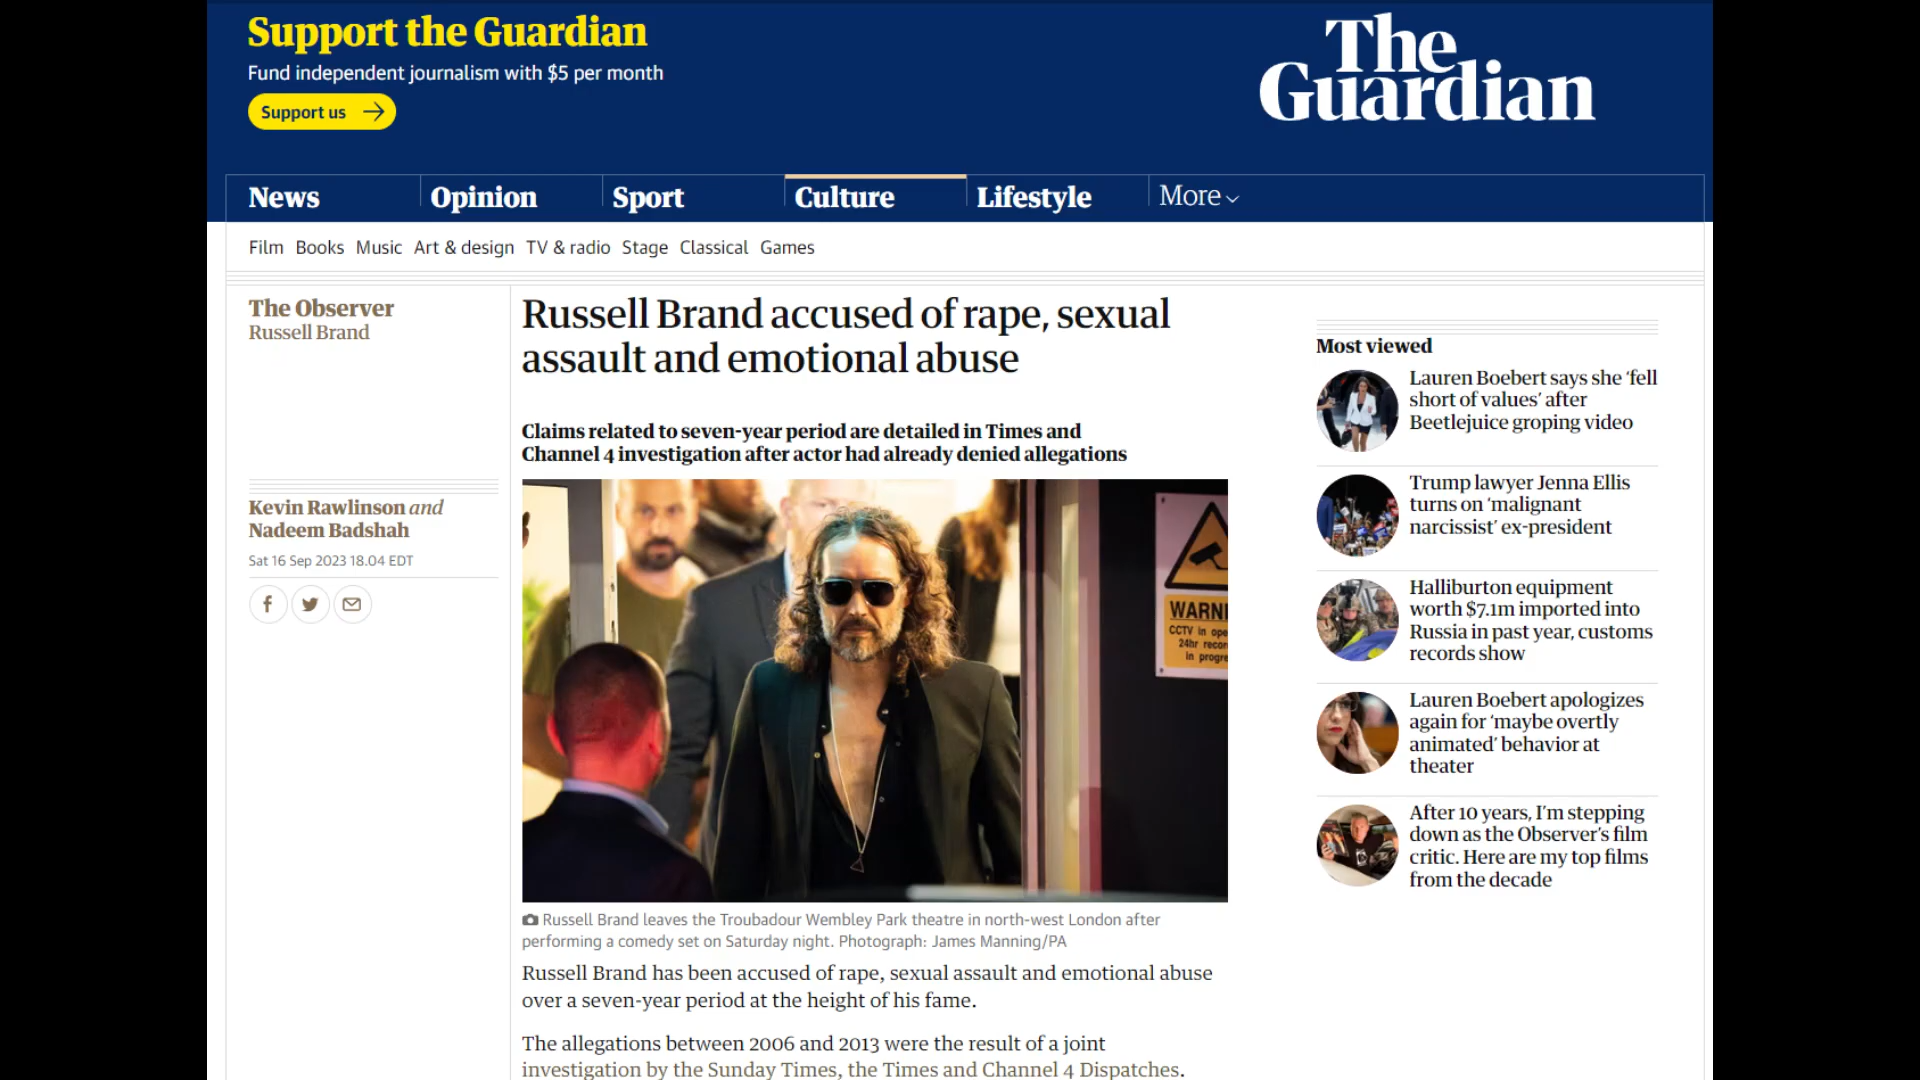 Support the Guardian
Fund independent journalism with $5 per month
Support us
The
Guardian
News
Opinion
Sport
Culture
Lifestyle
More
Film Books Music Art & design TV & radio Stage Classical Games
The Observer
Russell Brand
Russell Brand accused of rape, sexual
assault and emotional abuse
Claims related to seven-year period are detailed in Times and
Channel 4 investigation after actor had already denied allegations
Kevin Rawlinson and
Nadeem Badshah
Sat 16 Sep 2023 18.04 EDT
WARNI
CCTV in ope
24hr recor
in progre
Russell Brand leaves the Troubadour Wembley Park theatre in north-west London after
performing a comedy set on Saturday night. Photograph: James Manning/PA
Russell Brand has been accused of rape, sexual assault and emotional abuse
over a seven-year period at the height of his fame.
The allegations between 2006 and 2013 were the result of a joint
investigation by the Sunday Times, the Times and Channel 4 Dispatches.
Most viewed
Lauren Boebert says she ‘fell
short of values’ after
Beetlejuice groping video
Trump lawyer Jenna Ellis
turns on ‘malignant
narcissist’ ex-president
Halliburton equipment
worth $7.1m imported into
Russia in past year, customs
records show
Lauren Boebert apologizes
again for ‘maybe overtly
animated’ behavior at
theater
After 10 years, I’m stepping
down as the Observer’s film
critic. Here are my top films
from the decade